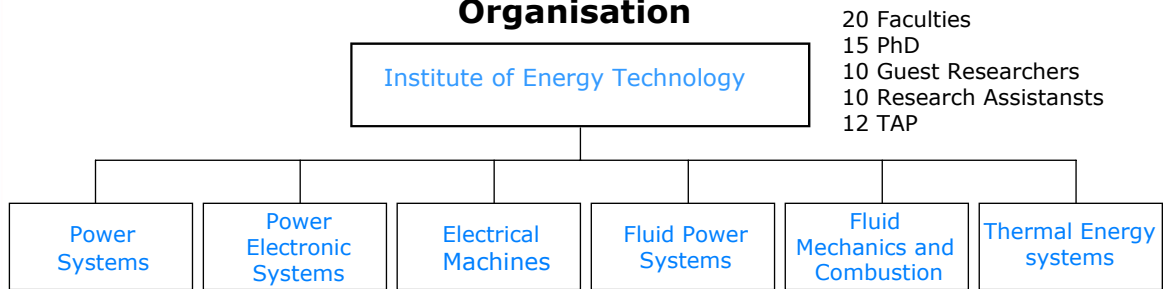 Organisation
Institute of Energy Technology
20 Faculties
15 PhD
10 Guest Researchers
10 Research Assistansts
12 TAP
Power
Systems
Power
Electronic
Systems
Electrical
Machines
Fluid Power
Systems
Fluid
Mechanics and
Combustion
Thermal Energy
systems